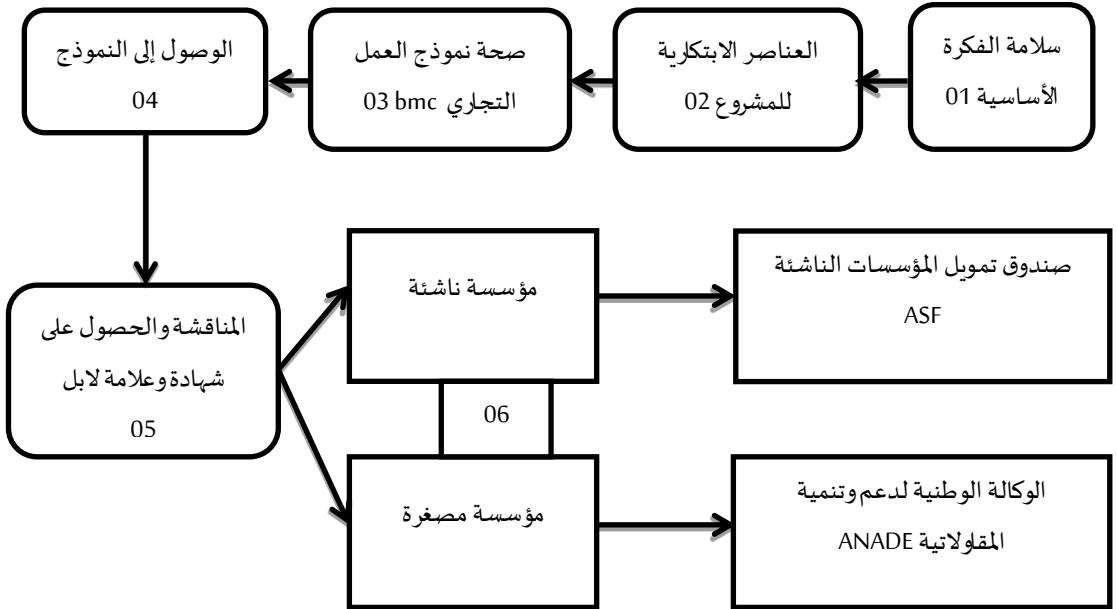 سلامة الفكرة
الأساسية 01
العناصر الابتكارية
للمشروع 02
صحة نموذج العمل
التجاري bmc 03
الوصول إلى النموذج
04
المناقشة والحصول على
شهادة وعلامة لابل
05
مؤسسة ناشئة
صندوق تمويل المؤسسات الناشئة
ASF
06
مؤسسة مصغرة
الوكالة الوطنية لدعم وتنمية
المقاولاتية ANADE